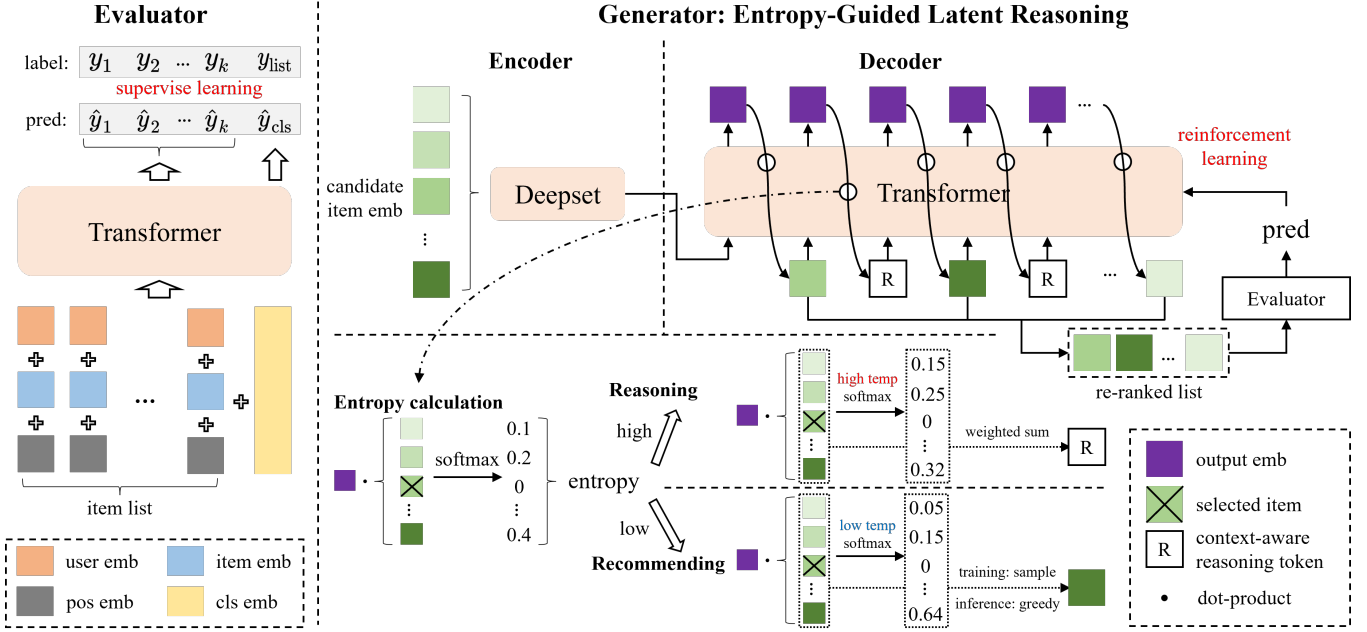 Evaluator
label: y1 y2 ... yk ylist
supervise learning
pred: ŷ1 ŷ2 ... ŷk ŷcls
Transformer
...
item list
user emb
item emb
pos emb
cls emb
Generator: Entropy-Guided Latent Reasoning
Encoder
candidate
item emb
...
Deepset
Decoder
...
Transformer
R
R
...
reinforcement
learning
pred
Evaluator
...
re-ranked list
Entropy calculation
softmax
0.1
0.2
0
...
0.4
entropy
high
low
Reasoning
high temp
softmax
0.15
0.25
0
...
0.32
weighted sum
R
Recommending
low temp
softmax
0.05
0.15
0
...
0.64
training: sample
inference: greedy
output emb
selected item
R
context-aware
reasoning token
dot-product